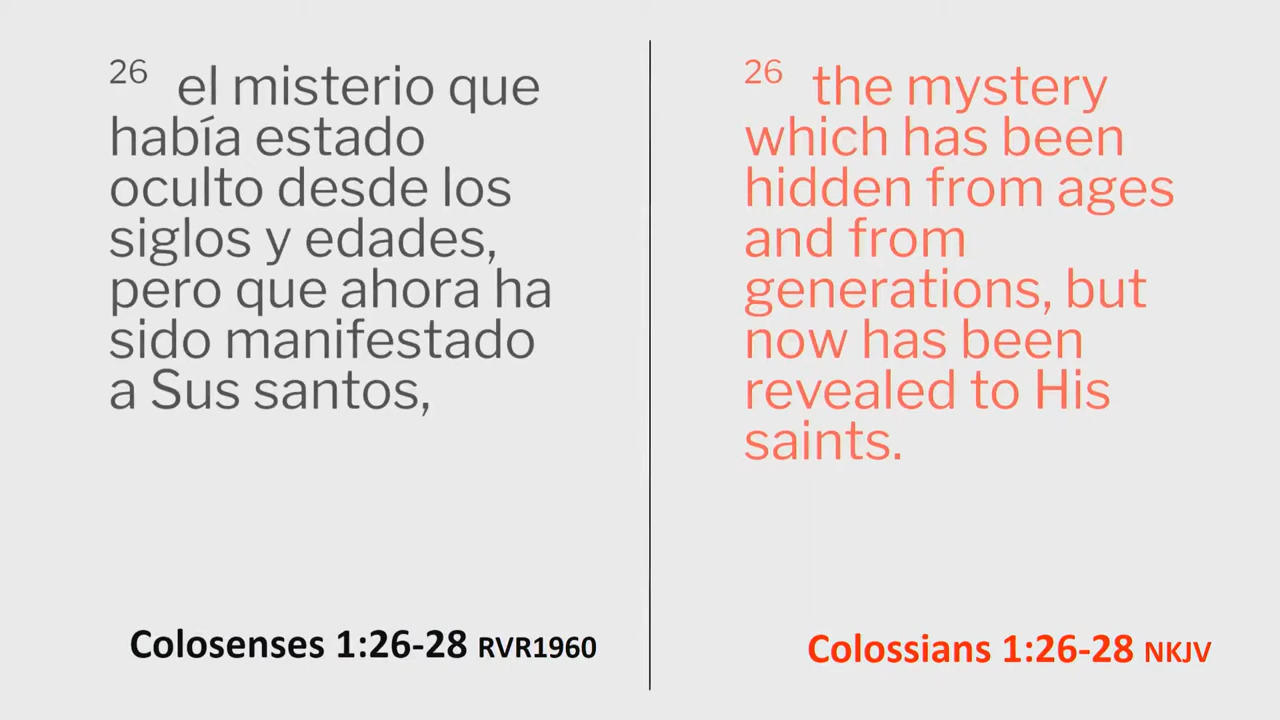 26 el misterio que
había estado
oculto desde los
siglos y edades,
pero que ahora ha
sido manifestado
a Sus santos,
Colosenses 1:26-28 RVR1960
26 the mystery
which has been
hidden from ages
and from
generations, but
now has been
revealed to His
saints.
Colossians 1:26-28 NKJV